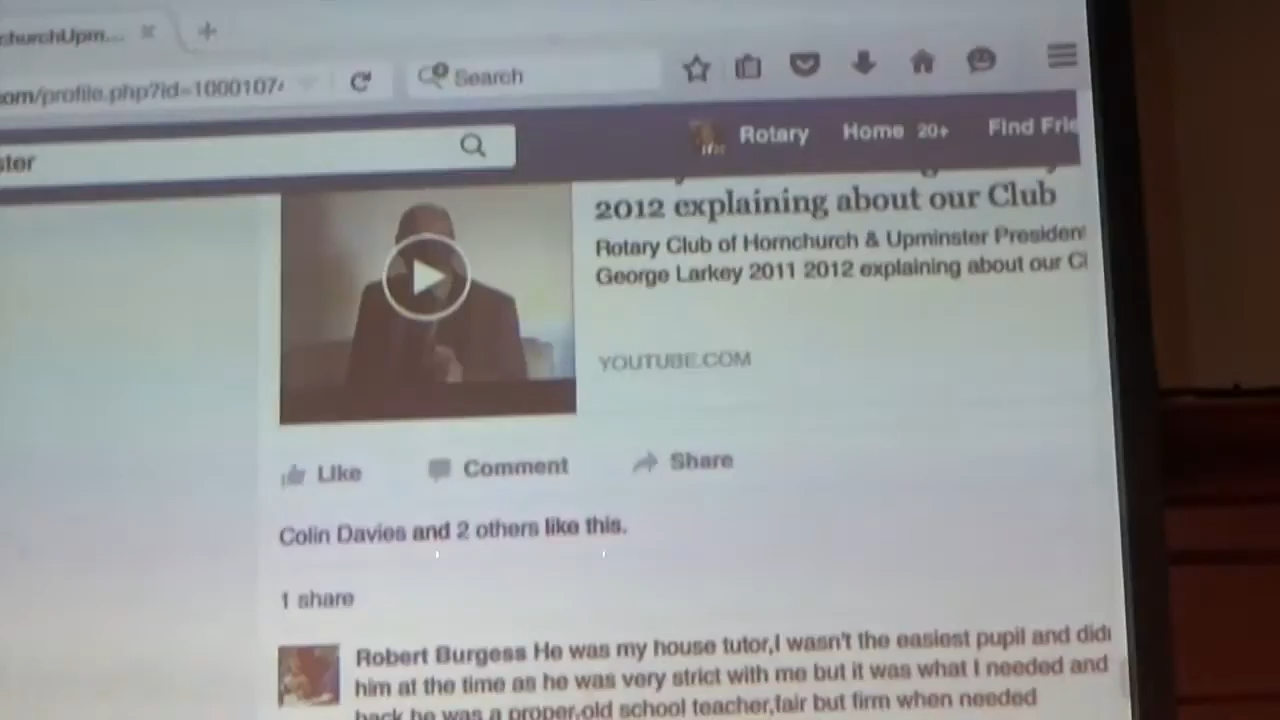 churchUpm...
om/profile.php?id=1000107
Search
ster
Rotary Home 20+ Find Frie
2012 explaining about our Club
Rotary Club of Hornchurch & Upminster President
George Larkey 2011 2012 explaining about our Cl
YOUTUBE.COM
Like Comment Share
Colin Davies and 2 others like this.
1 share
Robert Burgess He was my house tutor,I wasn't the easiest pupil and did
him at the time as he was very strict with me but it was what I needed and
back he was a proper,old school teacher,fair but firm when needed